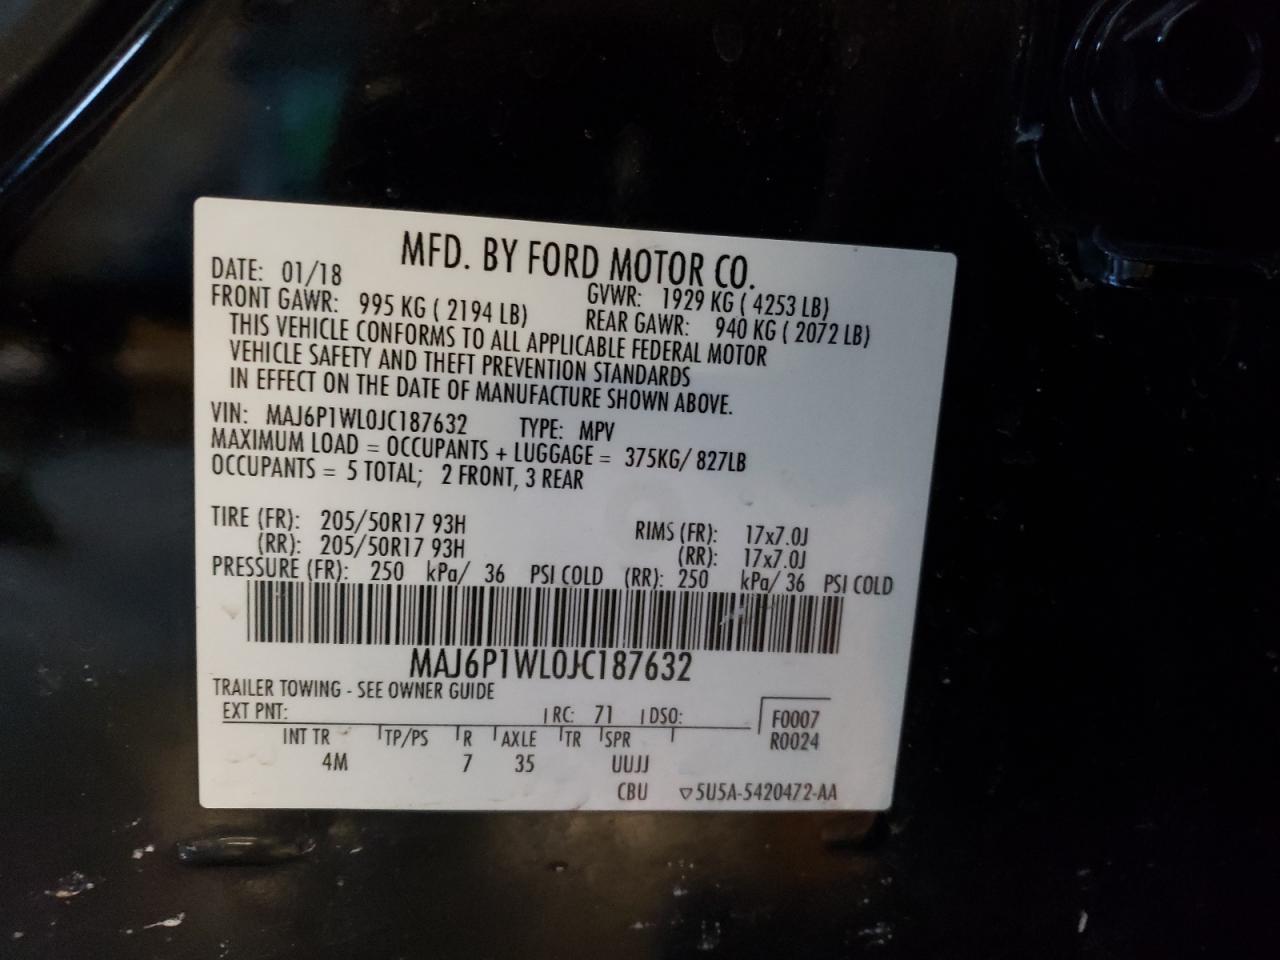 MFD. BY FORD MOTOR CO.
DATE: 01/18 GVWR: 1929 KG ( 4253 LB)
FRONT GAWR: 995 KG ( 2194 LB) REAR GAWR: 940 KG ( 2072 LB)
THIS VEHICLE CONFORMS TO ALL APPLICABLE FEDERAL MOTOR
VEHICLE SAFETY AND THEFT PREVENTION STANDARDS
IN EFFECT ON THE DATE OF MANUFACTURE SHOWN ABOVE.
VIN: MAJ6P1WL0JC187632 TYPE: MPV
MAXIMUM LOAD = OCCUPANTS + LUGGAGE = 375KG/ 827LB
OCCUPANTS = 5 TOTAL; 2 FRONT, 3 REAR
TIRE (FR): 205/50R17 93H RIMS (FR): 17x7.0J
(RR): 205/50R17 93H (RR): 17x7.0J
PRESSURE (FR): 250 kPa/ 36 PSI COLD (RR): 250 kPa/ 36 PSI COLD
MAJ6P1WL0JC187632
TRAILER TOWING - SEE OWNER GUIDE
EXT PNT: RC: 71 DSO: F0007
INT TR TP/PS R AXLE TR SPR R0024
4M 7 35 UUJJ
CBU ▽5U5A-5420472-AA